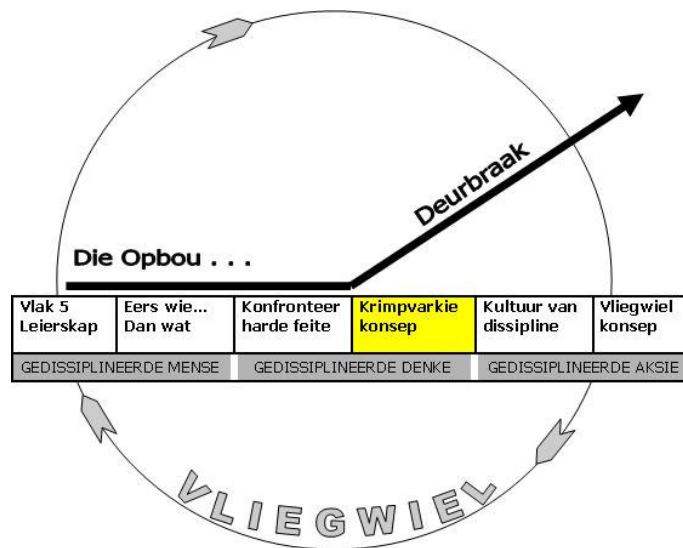 Deurbraak
Die Opbou . . .
Vlak 5
Leierskap
Eers wie...
Dan wat
Konfronteer
harde feite
Krimpvarkie
konsep
Kultuur van
dissipline
Vliegwiel
konsep
GEDISSIPLINEERDE MENSE
GEDISSIPLINEERDE DENKE
GEDISSIPLINEERDE AKSIE
VLIEGWIEL